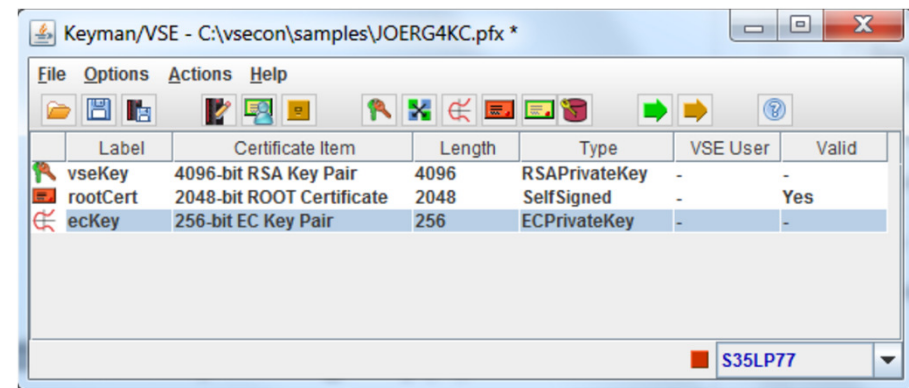 Keyman/VSE - C:\vsecon\samples\JOERG4KC.pfx *
File Options Actions Help
Label Certificate Item Length Type VSE User Valid
vseKey 4096-bit RSA Key Pair 4096 RSAPrivateKey - -
rootCert 2048-bit ROOT Certificate 2048 SelfSigned - Yes
ecKey 256-bit EC Key Pair 256 ECPrivateKey - -
S35LP77